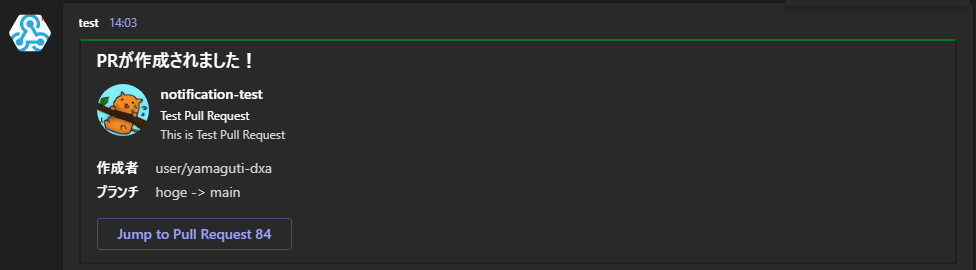 test 14:03
PRが作成されました！
notification-test
Test Pull Request
This is Test Pull Request
作成者 user/yamaguti-dxa
ブランチ hoge -> main
Jump to Pull Request 84